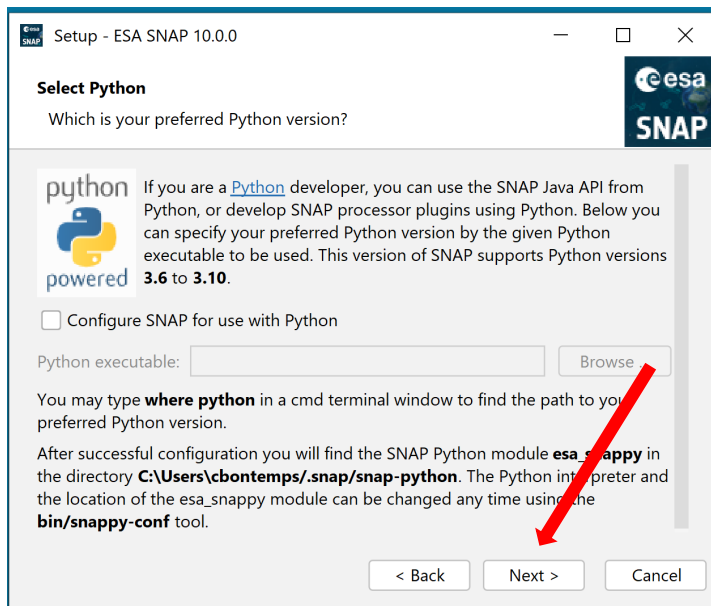 Setup - ESA SNAP 10.0.0
esa
SNAP
Select Python
Which is your preferred Python version?
esa
SNAP
python
powered
If you are a Python developer, you can use the SNAP Java API from
Python, or develop SNAP processor plugins using Python. Below you
can specify your preferred Python version by the given Python
executable to be used. This version of SNAP supports Python versions
3.6 to 3.10.
Configure SNAP for use with Python
Python executable:
Browse ...
You may type where python in a cmd terminal window to find the path to your
preferred Python version.
After successful configuration you will find the SNAP Python module esa_snappy in
the directory C:\Users\cbontemps/.snap/snap-python. The Python interpreter and
the location of the esa_snappy module can be changed any time using the
bin/snappy-conf tool.
< Back
Next >
Cancel